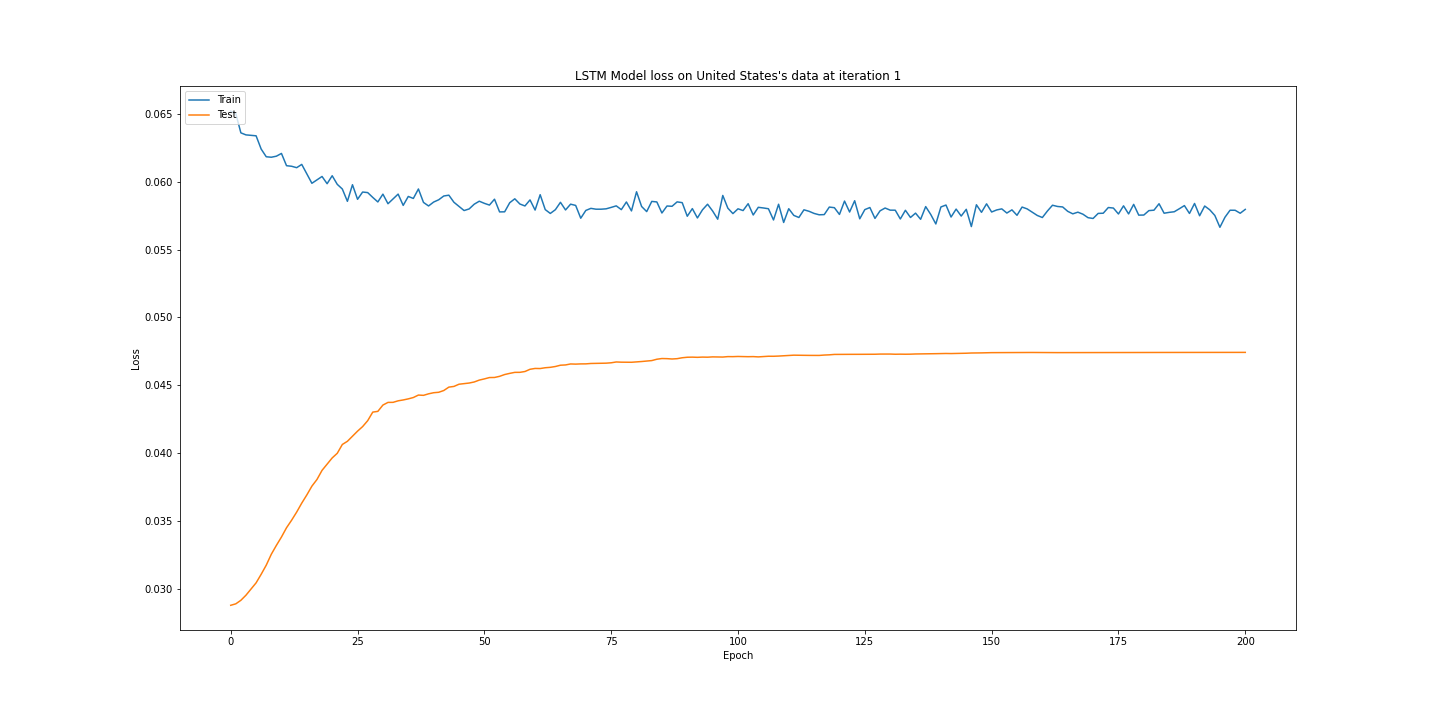 LSTM Model loss on United States's data at iteration 1
Train
Test
0.065
0.060
0.055
0.050
0.045
0.040
0.035
0.030
Loss
0 25 50 75 100 125 150 175 200
Epoch